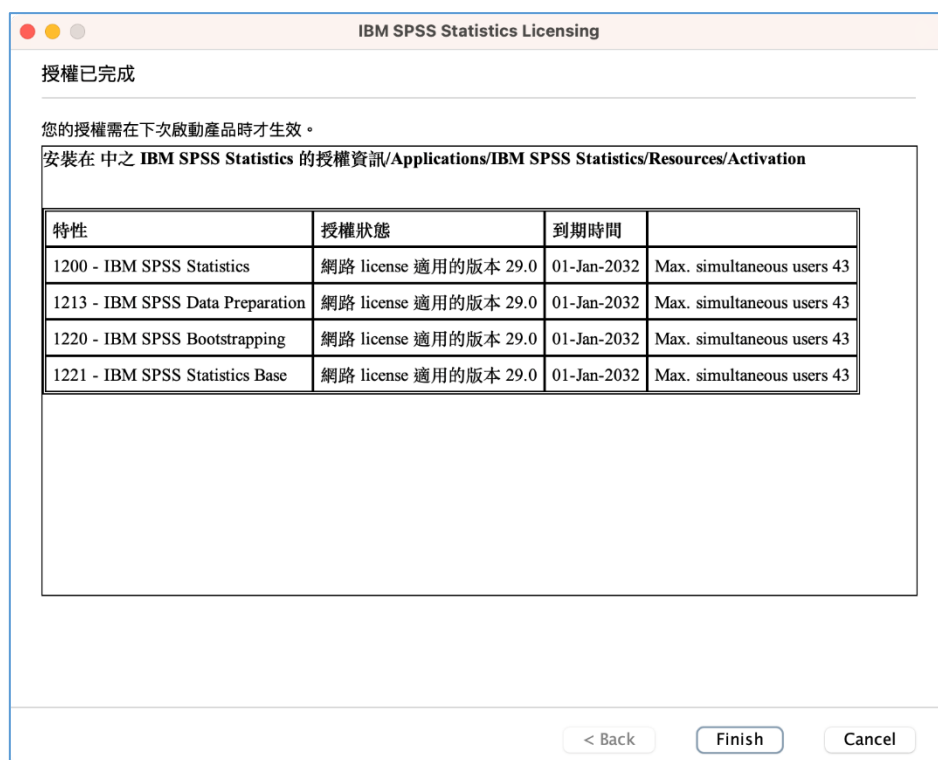 IBM SPSS Statistics Licensing
授權已完成
您的授權需在下次啟動產品時才生效。
安裝在 中之 IBM SPSS Statistics 的授權資訊/Applications/IBM SPSS Statistics/Resources/Activation
特性 授權狀態 到期時間
1200 - IBM SPSS Statistics 網路 license 適用的版本 29.0 01-Jan-2032 Max. simultaneous users 43
1213 - IBM SPSS Data Preparation 網路 license 適用的版本 29.0 01-Jan-2032 Max. simultaneous users 43
1220 - IBM SPSS Bootstrapping 網路 license 適用的版本 29.0 01-Jan-2032 Max. simultaneous users 43
1221 - IBM SPSS Statistics Base 網路 license 適用的版本 29.0 01-Jan-2032 Max. simultaneous users 43
< Back Finish Cancel